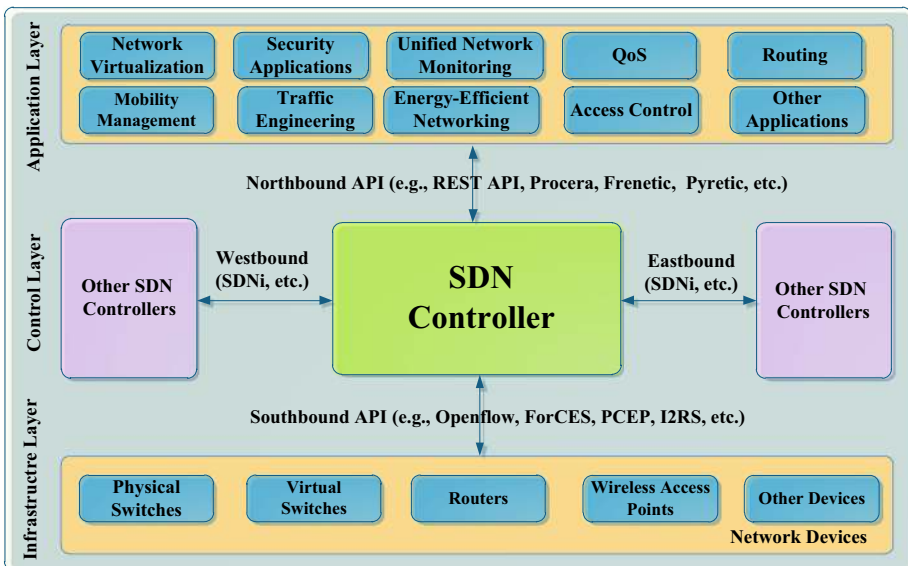 Application Layer
Network
Virtualization
Security
Applications
Unified Network
Monitoring
QoS
Routing
Mobility
Management
Traffic
Engineering
Energy-Efficient
Networking
Access Control
Other
Applications
Northbound API (e.g., REST API, Procera, Frenetic, Pyretic, etc.)
Control Layer
Other SDN
Controllers
Westbound
(SDNi, etc.)
SDN
Controller
Eastbound
(SDNi, etc.)
Other SDN
Controllers
Southbound API (e.g., Openflow, ForCES, PCEP, I2RS, etc.)
Infrastructre Layer
Physical
Switches
Virtual
Switches
Routers
Wireless Access
Points
Other Devices
Network Devices